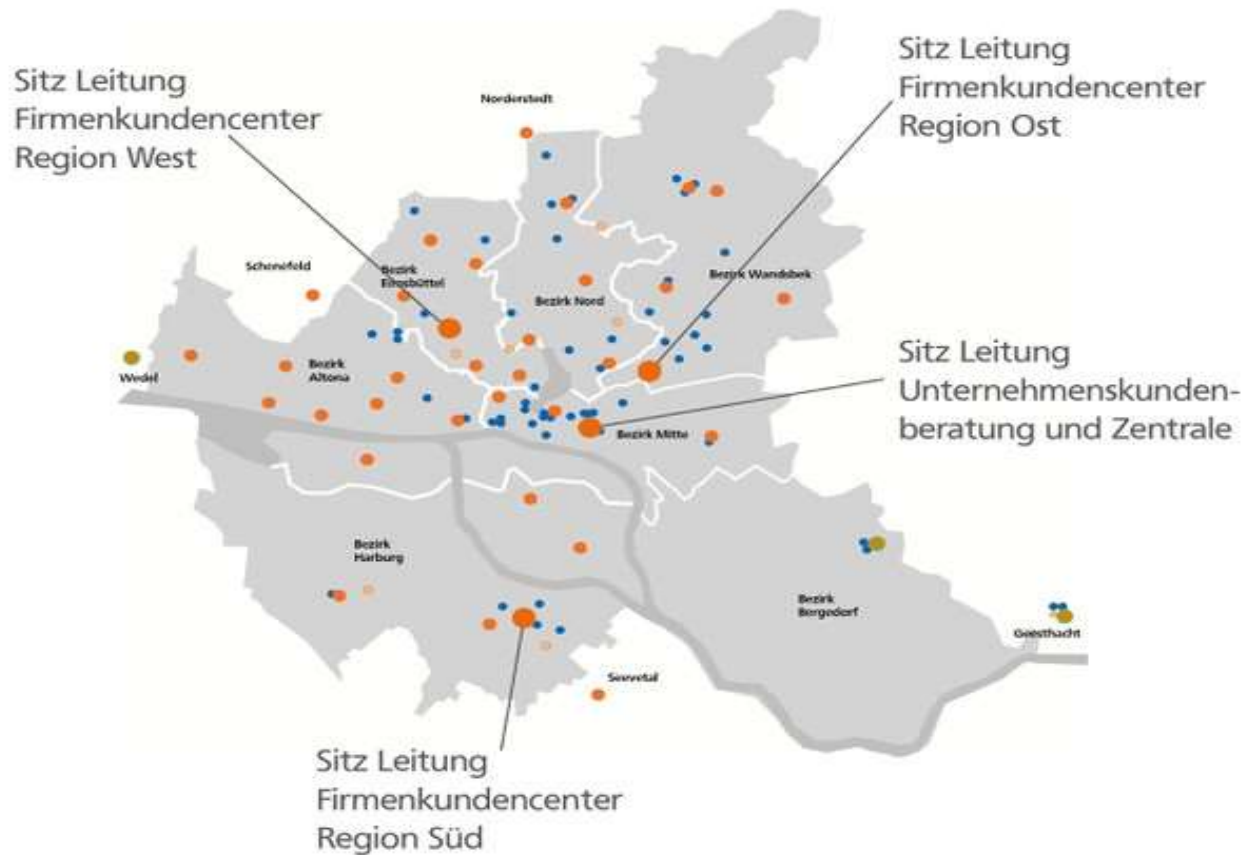 Sitz Leitung
Firmenkundencenter
Region West
Sitz Leitung
Firmenkundencenter
Region Ost
Norderstedt
Schenefeld
Bezirk
Eimsbüttel
Bezirk Nord
Bezirk Wandsbek
Wedel
Bezirk
Altona
Sitz Leitung
Unternehmenskunden-
beratung und Zentrale
Bezirk Mitte
Bezirk
Harburg
Bezirk
Bergedorf
Geesthacht
Seevetal
Sitz Leitung
Firmenkundencenter
Region Süd